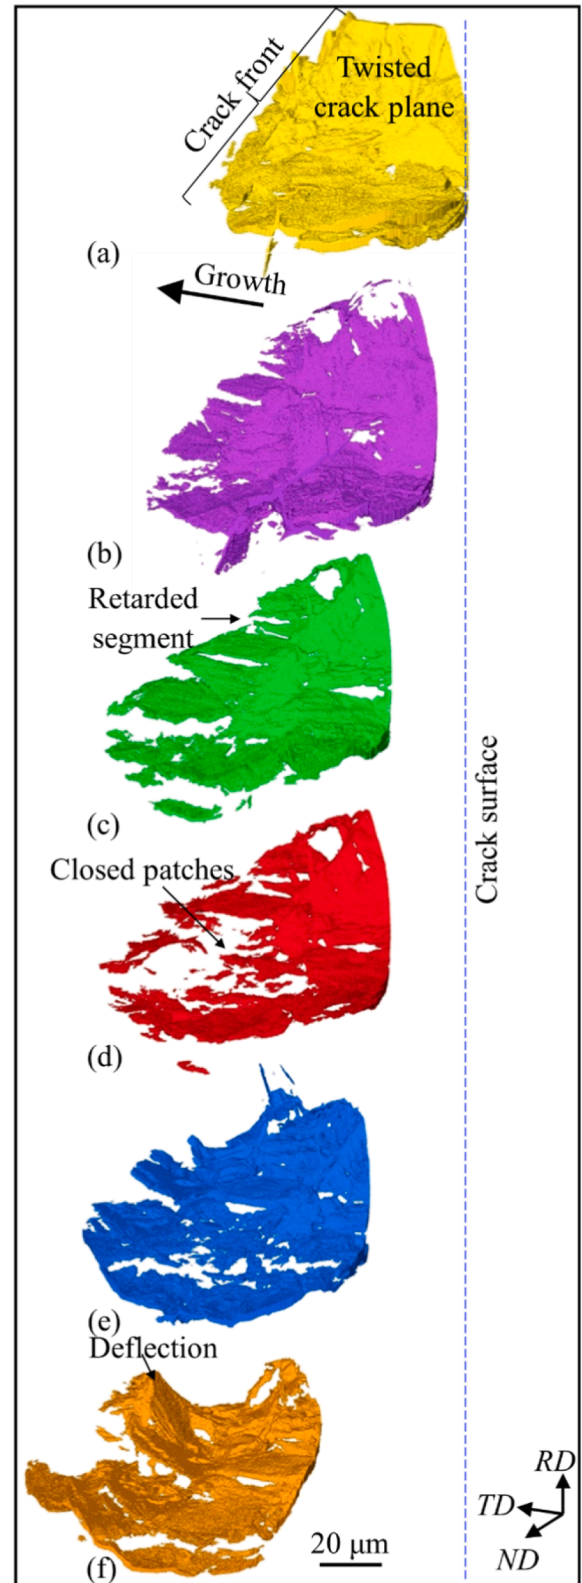 Crack front
Twisted
crack plane
(a)
Growth
(b)
Retarded
segment
(c)
Crack surface
Closed patches
(d)
(e)
Deflection
RD
TD
ND
20 µm
(f)